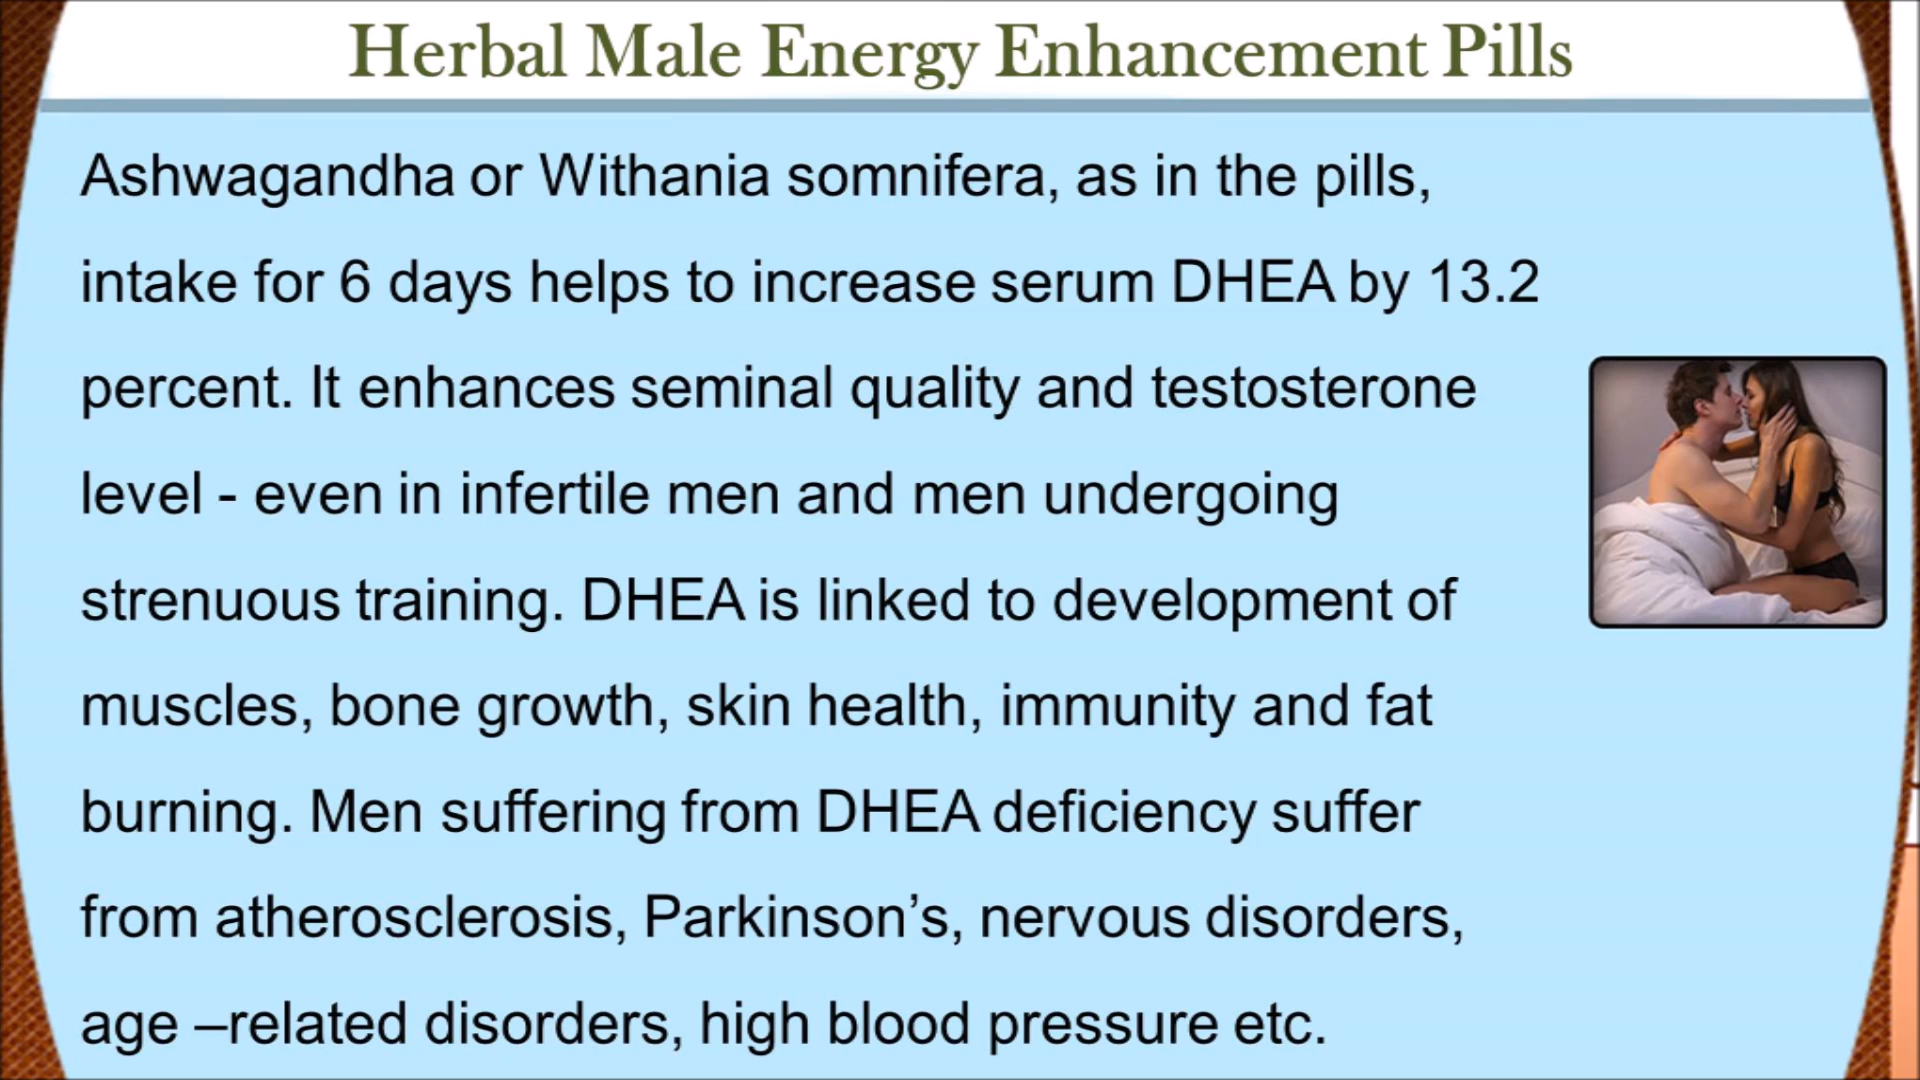 Herbal Male Energy Enhancement Pills
Ashwagandha or Withania somnifera, as in the pills,
intake for 6 days helps to increase serum DHEA by 13.2
percent. It enhances seminal quality and testosterone
level - even in infertile men and men undergoing
strenuous training. DHEA is linked to development of
muscles, bone growth, skin health, immunity and fat
burning. Men suffering from DHEA deficiency suffer
from atherosclerosis, Parkinson’s, nervous disorders,
age –related disorders, high blood pressure etc.